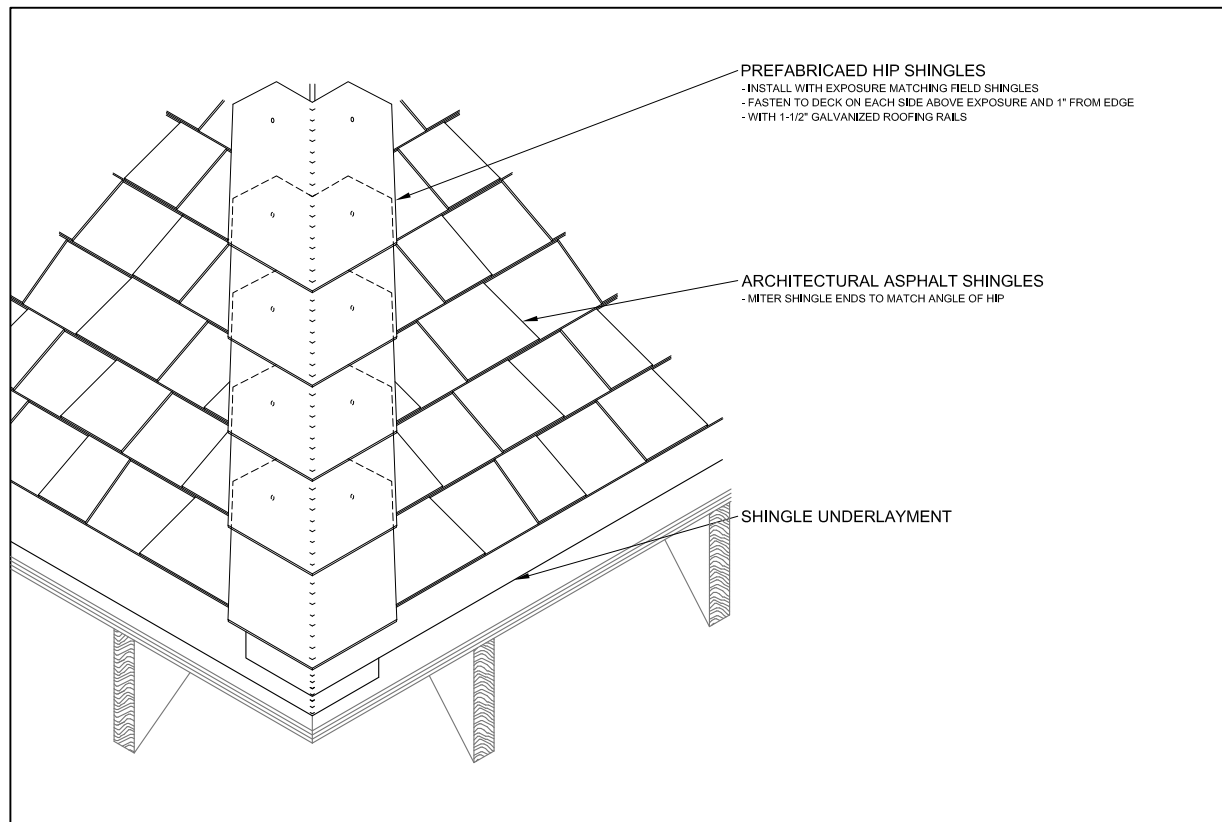 PREFABRICAED HIP SHINGLES
- INSTALL WITH EXPOSURE MATCHING FIELD SHINGLES
- FASTEN TO DECK ON EACH SIDE ABOVE EXPOSURE AND 1" FROM EDGE
- WITH 1-1/2" GALVANIZED ROOFING RAILS
ARCHITECTURAL ASPHALT SHINGLES
- MITER SHINGLE ENDS TO MATCH ANGLE OF HIP
SHINGLE UNDERLAYMENT